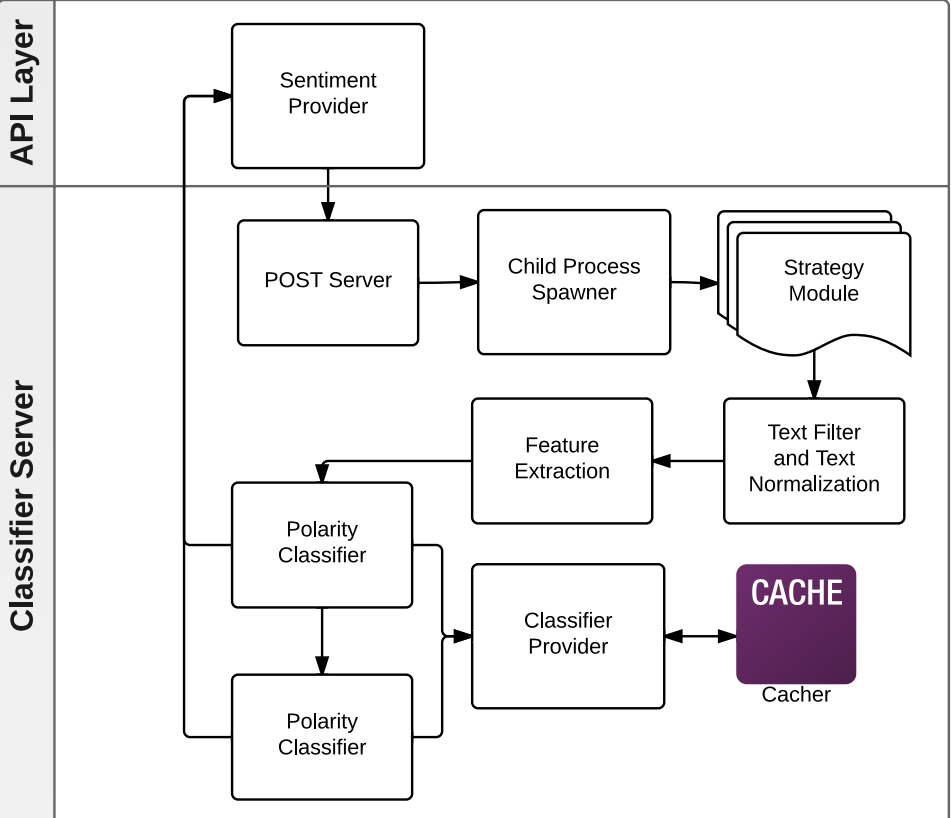 API Layer
Sentiment
Provider
Classifier Server
POST Server
Child Process
Spawner
Strategy
Module
Text Filter
and Text
Normalization
Feature
Extraction
Polarity
Classifier
Classifier
Provider
CACHE
Cacher
Polarity
Classifier